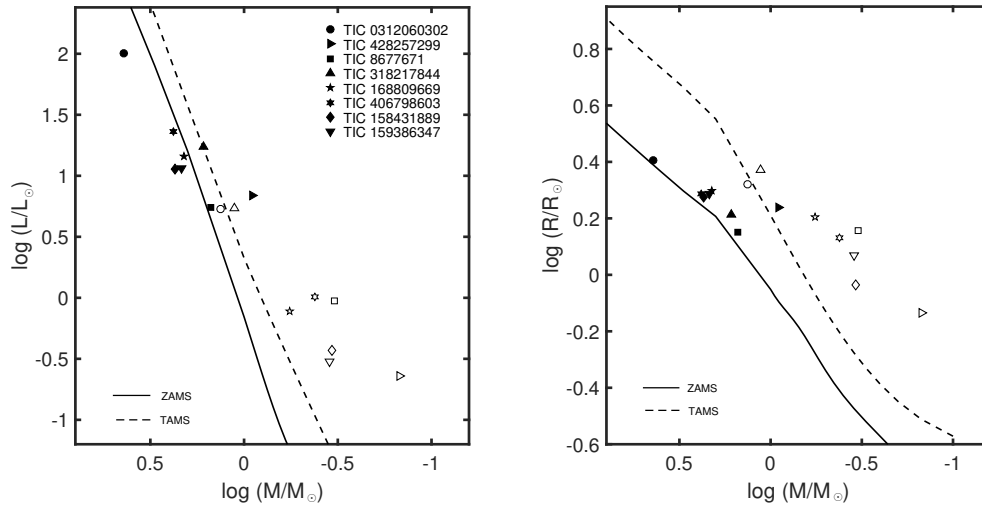 2
1.5
1
0.5
0
-0.5
-1
log (L/L☉)
TIC 0312060302
TIC 428257299
TIC 8677671
TIC 318217844
TIC 168809669
TIC 406798603
TIC 158431889
TIC 159386347
ZAMS
TAMS
0.5 0 -0.5 -1
log (M/M☉)
0.8
0.6
0.4
0.2
0
-0.2
-0.4
-0.6
log (R/R☉)
ZAMS
TAMS
0.5 0 -0.5 -1
log (M/M☉)